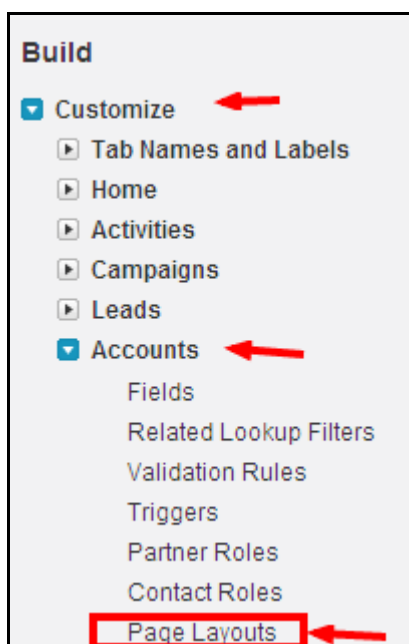 Build
Customize
Tab Names and Labels
Home
Activities
Campaigns
Leads
Accounts
Fields
Related Lookup Filters
Validation Rules
Triggers
Partner Roles
Contact Roles
Page Layouts